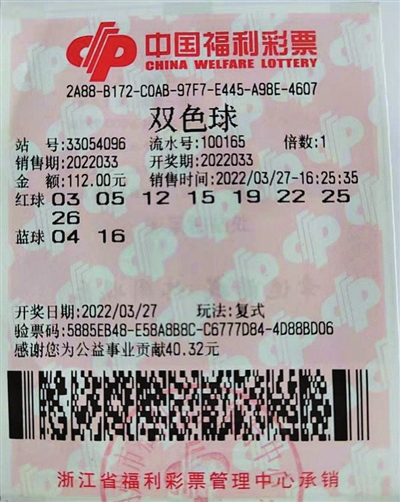 中国福利彩票
CHINA WELFARE LOTTERY
2A88-B172-C0AB-97F7-E445-A98E-4607
双色球
站 号:33054096 流水号:100165 倍数:1
销售期:2022033 开奖期:2022033
金 额:112.00元 销售时间:2022/03/27-16:25:35
红球 03 05 12 15 19 22 25
26
蓝球 04 16
开奖日期:2022/03/27 玩法:复式
验票码:5885EB48-E58A8B8C-C6777D84-4D88BD06
感谢您为公益事业贡献40.32元
浙江省福利彩票管理中心承销